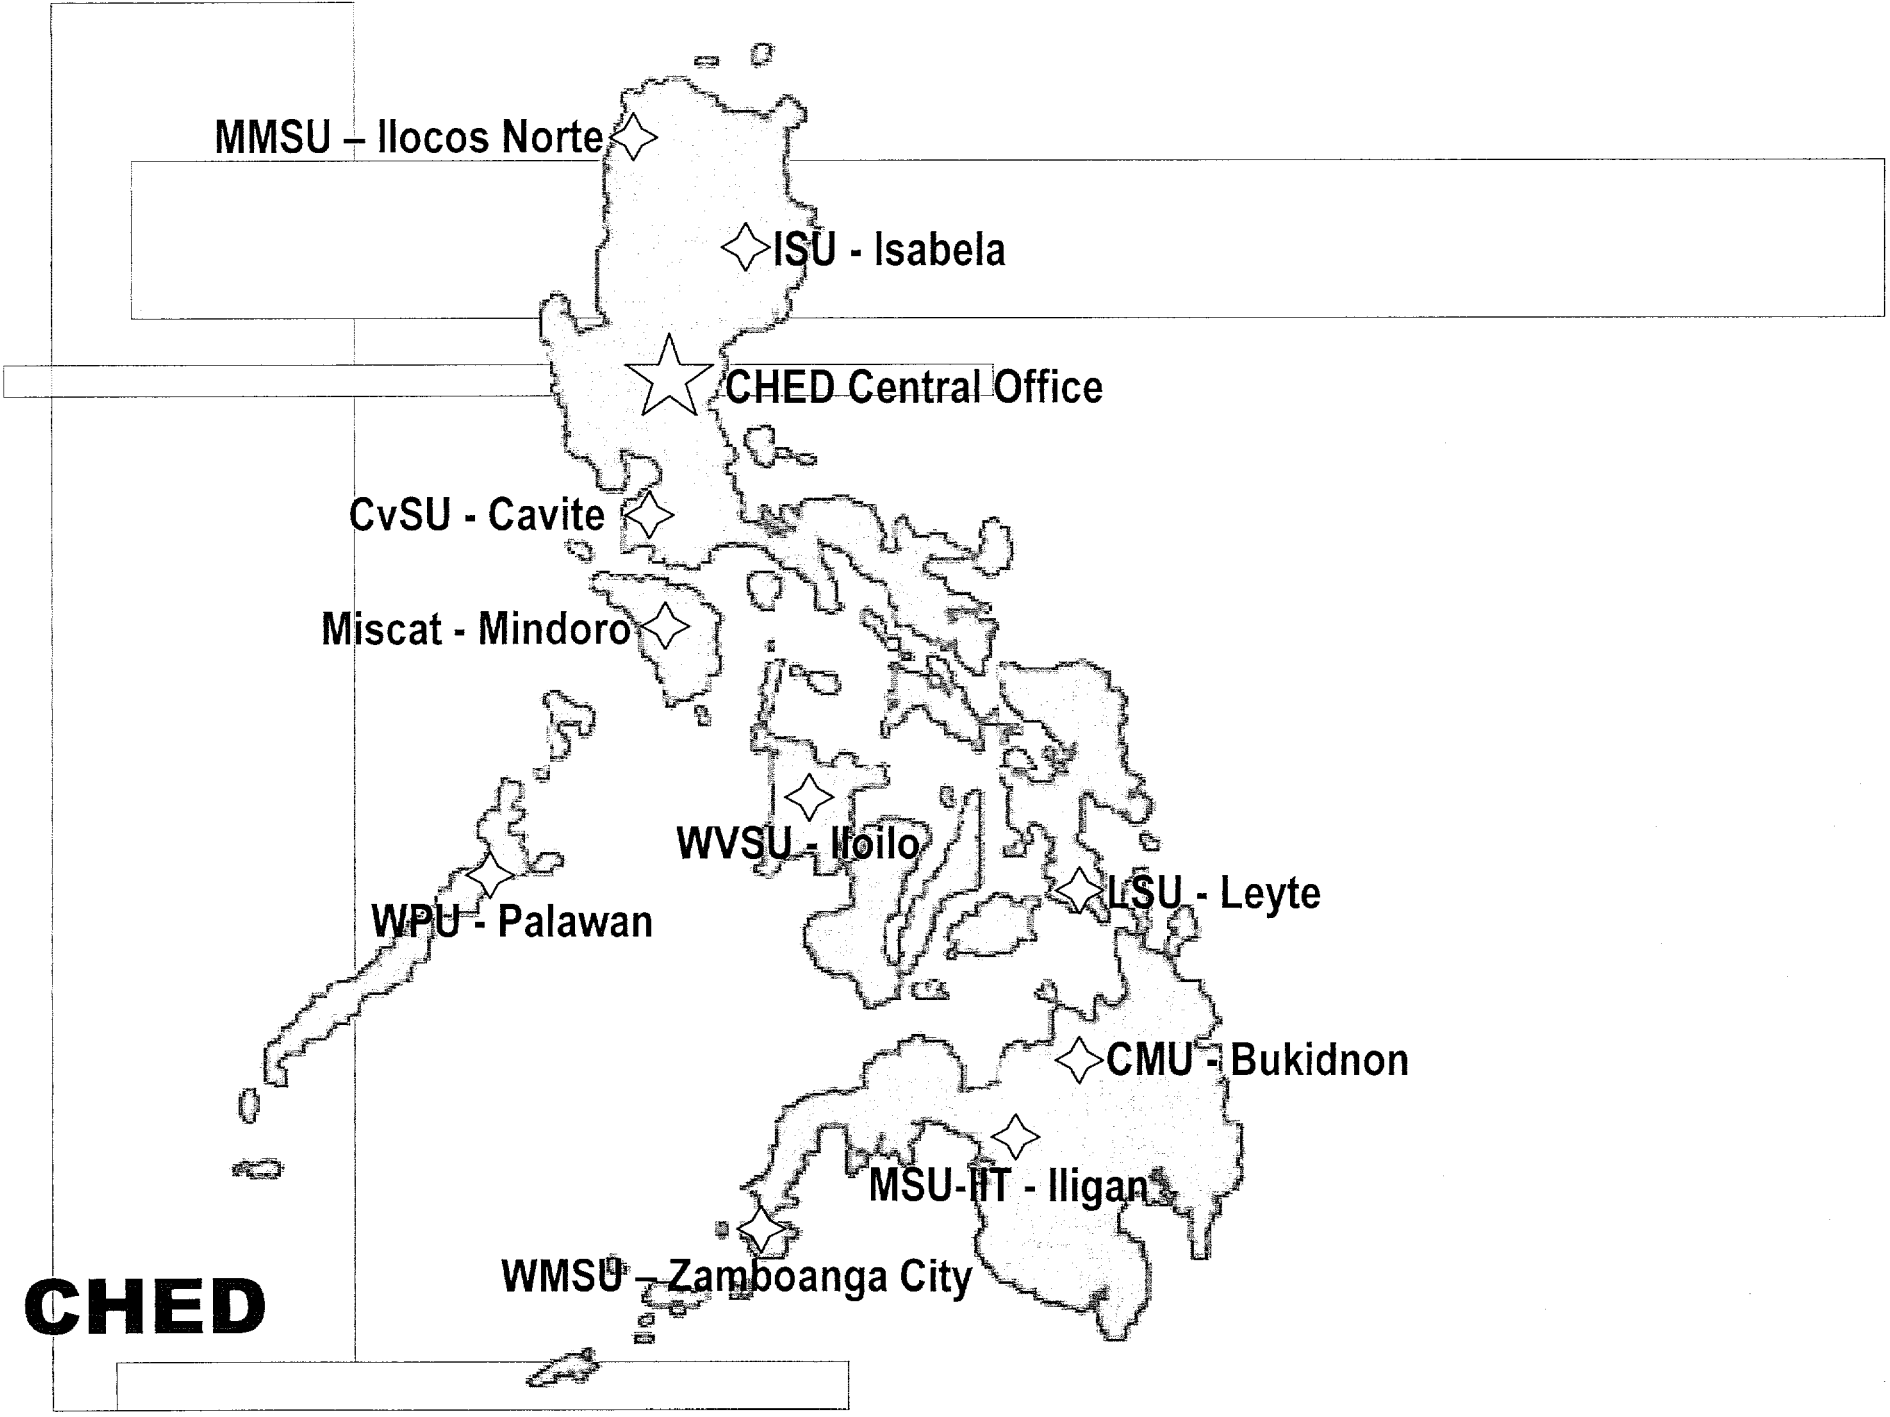 MMSU – Ilocos Norte
ISU - Isabela
CHED Central Office
CvSU - Cavite
Miscat - Mindoro
WVSU - Iloilo
LSU - Leyte
WPU - Palawan
CMU - Bukidnon
MSU-IIT - Iligan
WMSU – Zamboanga City
CHED